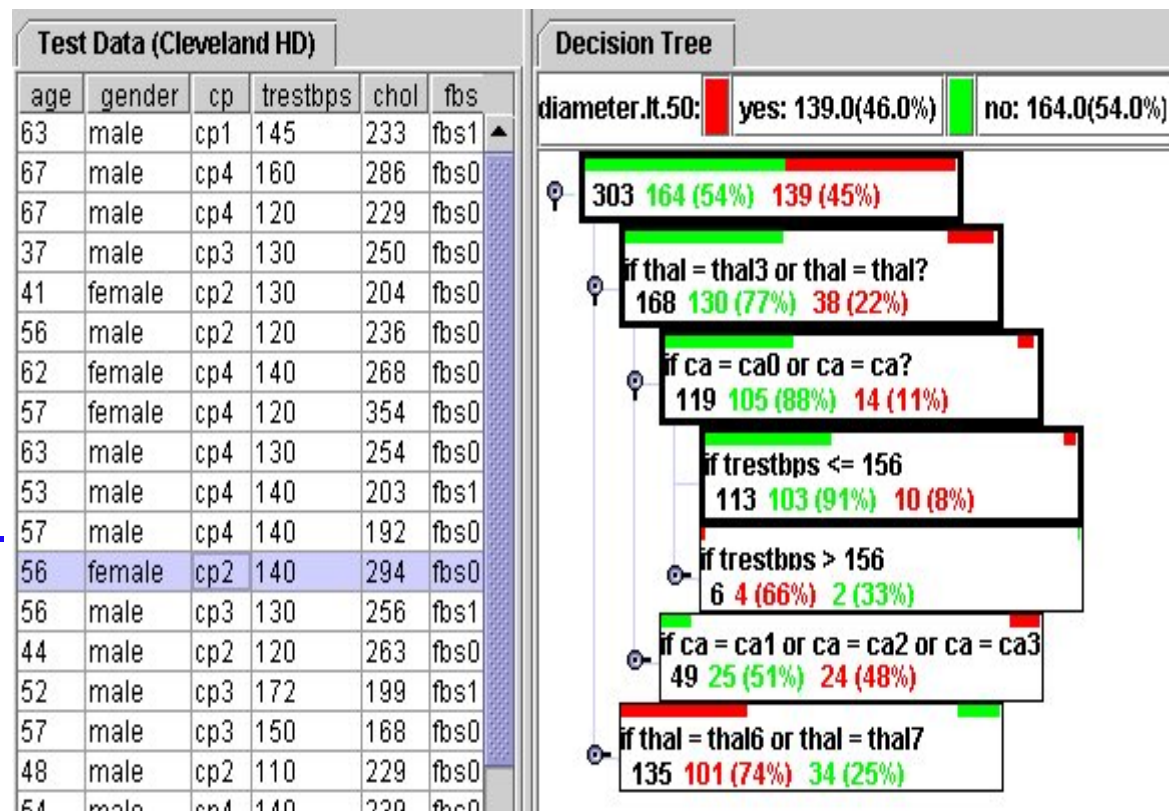 Test Data (Cleveland HD)
age gender cp trestbps chol fbs
63 male cp1 145 233 fbs1
67 male cp4 160 286 fbs0
67 male cp4 120 229 fbs0
37 male cp3 130 250 fbs0
41 female cp2 130 204 fbs0
56 male cp2 120 236 fbs0
62 female cp4 140 268 fbs0
57 female cp4 120 354 fbs0
63 male cp4 130 254 fbs0
53 male cp4 140 203 fbs1
57 male cp4 140 192 fbs0
56 female cp2 140 294 fbs0
56 male cp3 130 256 fbs1
44 male cp2 120 263 fbs0
52 male cp3 172 199 fbs1
57 male cp3 150 168 fbs0
48 male cp2 110 229 fbs0
54 male cp4 140 239 fbs0
Decision Tree
diameter.lt.50: yes: 139.0(46.0%) no: 164.0(54.0%)
303 164 (54%) 139 (45%)
if thal = thal3 or thal = thal?
168 130 (77%) 38 (22%)
if ca = ca0 or ca = ca?
119 105 (88%) 14 (11%)
if trestbps <= 156
113 103 (91%) 10 (8%)
if trestbps > 156
6 4 (66%) 2 (33%)
if ca = ca1 or ca = ca2 or ca = ca3
49 25 (51%) 24 (48%)
if thal = thal6 or thal = thal7
135 101 (74%) 34 (25%)